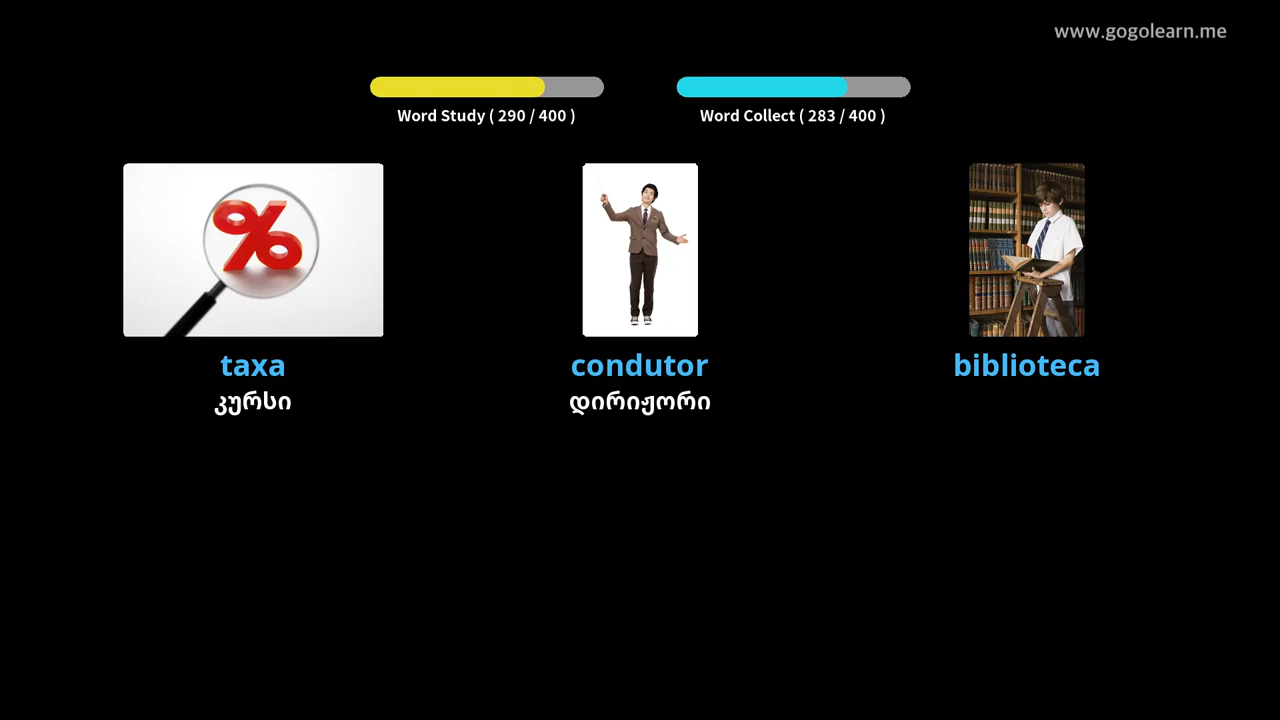 www.gogolearn.me
Word Study ( 290 / 400 )
Word Collect ( 283 / 400 )
%
taxa
condutor
biblioteca
კურსი
დირიჟორი